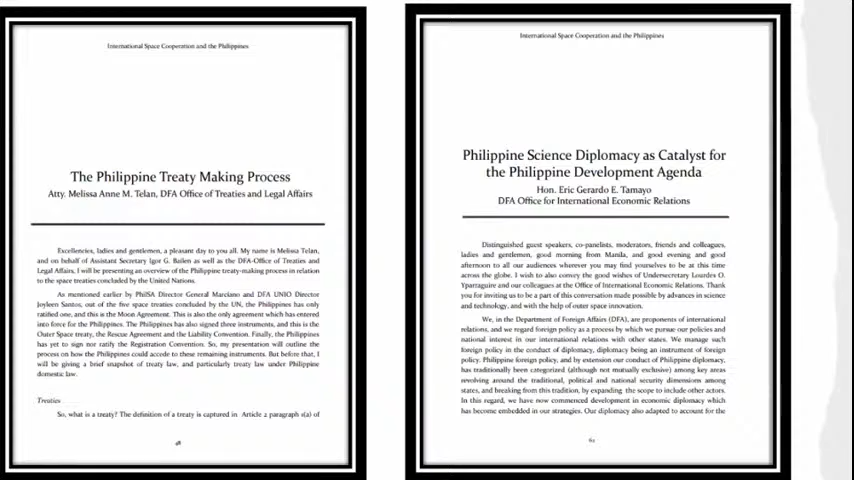 International Space Cooperation and the Philippines
The Philippine Treaty Making Process
Atty. Melissa Anne M. Telan, DFA Office of Treaties and Legal Affairs
Excellencies, ladies and gentlemen, a pleasant day to you all. My name is Melissa Telan,
and on behalf of Assistant Secretary Igor G. Bailen as well as the DFA-Office of Treaties and
Legal Affairs, I will be presenting an overview of the Philippine treaty-making process in relation
to the space treaties concluded by the United Nations.
As mentioned earlier by PhilSA Director General Marciano and DFA UNIO Director
Joyleen Santos, out of the five space treaties concluded by the UN, the Philippines has only
ratified one, and this is the Moon Agreement. This is also the only agreement which has entered
into force for the Philippines. The Philippines has also signed three instruments, and this is the
Outer Space treaty, the Rescue Agreement and the Liability Convention. Finally, the Philippines
has yet to sign nor ratify the Registration Convention. So, my presentation will outline the
process on how the Philippines could accede to these remaining instruments. But before that, I
will be giving a brief snapshot of treaty law, and particularly treaty law under Philippine
domestic law.
Treaties
So, what is a treaty? The definition of a treaty is captured in Article 2 paragraph 1(a) of
48
International Space Cooperation and the Philippines
Philippine Science Diplomacy as Catalyst for
the Philippine Development Agenda
Hon. Eric Gerardo E. Tamayo
DFA Office for International Economic Relations
Distinguished guest speakers, co-panelists, moderators, friends and colleagues,
ladies and gentlemen, good morning from Manila, and good evening and good
afternoon to all our audiences wherever you may find yourselves to be at this time
across the globe. I wish to also convey the good wishes of Undersecretary Lourdes O.
Yparraguirre and our colleagues at the Office of International Economic Relations. Thank
you for inviting us to be a part of this conversation made possible by advances in science
and technology, and with the help of outer space innovation.
We, in the Department of Foreign Affairs (DFA), are proponents of international
relations, and we regard foreign policy as a process by which we pursue our policies and
national interest in our international relations with other states. We manage such
foreign policy in the conduct of diplomacy, diplomacy being an instrument of foreign
policy. Philippine foreign policy, and by extension our conduct of Philippine diplomacy,
has traditionally been categorized (although not mutually exclusive) among key areas
revolving around the traditional, political and national security dimensions among
states, and breaking from this tradition, by expanding the scope to include other actors.
In this regard, we have now commenced development in economic diplomacy which
has become embedded in our strategies. Our diplomacy also adapted to account for the